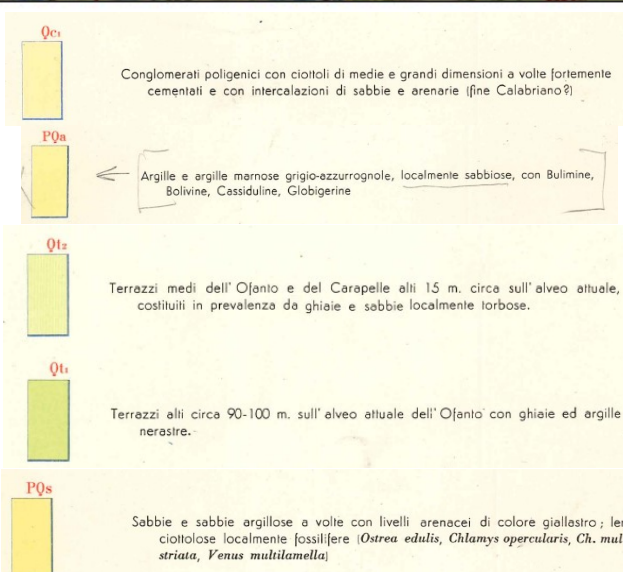 Qc1
Conglomerati poligenici con ciottoli di medie e grandi dimensioni a volte fortemente
cementati e con intercalazioni di sabbie e arenarie (fine Calabriano?)
PQa
Argille e argille marnose grigio-azzurrognole, localmente sabbiose, con Bulimine,
Bolivine, Cassiduline, Globigerine
Qt2
Terrazzi medi dell'Ofanto e del Carapelle alti 15 m. circa sull'alveo attuale,
costituiti in prevalenza da ghiaie e sabbie localmente torbose.
Qt1
Terrazzi alti circa 90-100 m. sull'alveo attuale dell'Ofanto con ghiaie ed argille
nerastre.
PQs
Sabbie e sabbie argillose a volte con livelli arenacei di colore giallastro;
ciottolose localmente fossilifere (Ostrea edulis, Chlamys opercularis, Ch.
striata, Venus multilamella)